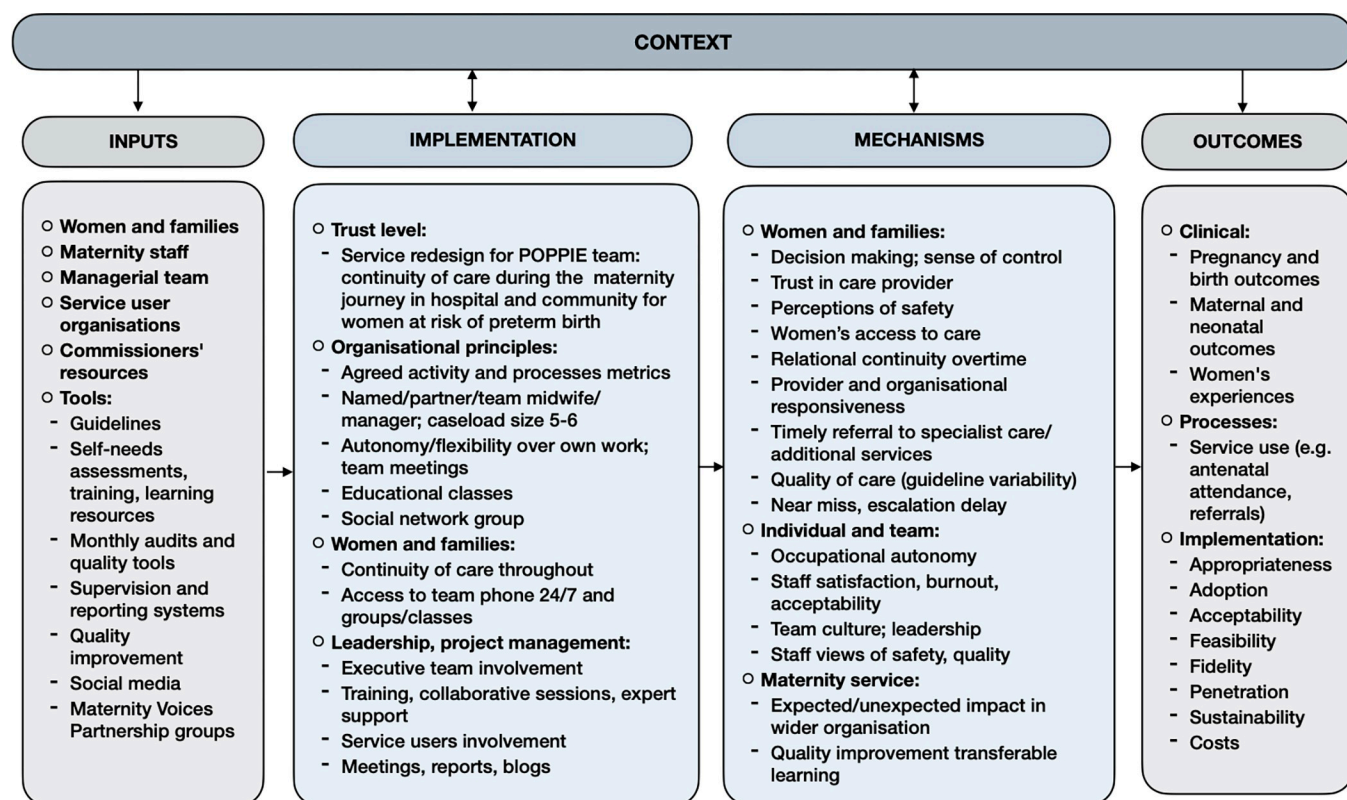 CONTEXT
INPUTS
Women and families
Maternity staff
Managerial team
Service user
organisations
Commissioners'
resources
Tools:
- Guidelines
- Self-needs
assessments,
training, learning
resources
- Monthly audits and
quality tools
- Supervision and
reporting systems
- Quality
improvement
- Social media
- Maternity Voices
Partnership groups
IMPLEMENTATION
Trust level:
- Service redesign for POPPIE team:
continuity of care during the maternity
journey in hospital and community for
women at risk of preterm birth
Organisational principles:
- Agreed activity and processes metrics
- Named/partner/team midwife/
manager; caseload size 5-6
- Autonomy/flexibility over own work;
team meetings
- Educational classes
- Social network group
Women and families:
- Continuity of care throughout
- Access to team phone 24/7 and
groups/classes
Leadership, project management:
- Executive team involvement
- Training, collaborative sessions, expert
support
- Service users involvement
- Meetings, reports, blogs
MECHANISMS
Women and families:
- Decision making; sense of control
- Trust in care provider
- Perceptions of safety
- Women's access to care
- Relational continuity overtime
- Provider and organisational
responsiveness
- Timely referral to specialist care/
additional services
- Quality of care (guideline variability)
- Near miss, escalation delay
Individual and team:
- Occupational autonomy
- Staff satisfaction, burnout,
acceptability
- Team culture; leadership
- Staff views of safety, quality
Maternity service:
- Expected/unexpected impact in
wider organisation
- Quality improvement transferable
learning
OUTCOMES
Clinical:
- Pregnancy and
birth outcomes
- Maternal and
neonatal
outcomes
- Women's
experiences
Processes:
- Service use (e.g.
antenatal
attendance,
referrals)
Implementation:
- Appropriateness
- Adoption
- Acceptability
- Feasibility
- Fidelity
- Penetration
- Sustainability
- Costs